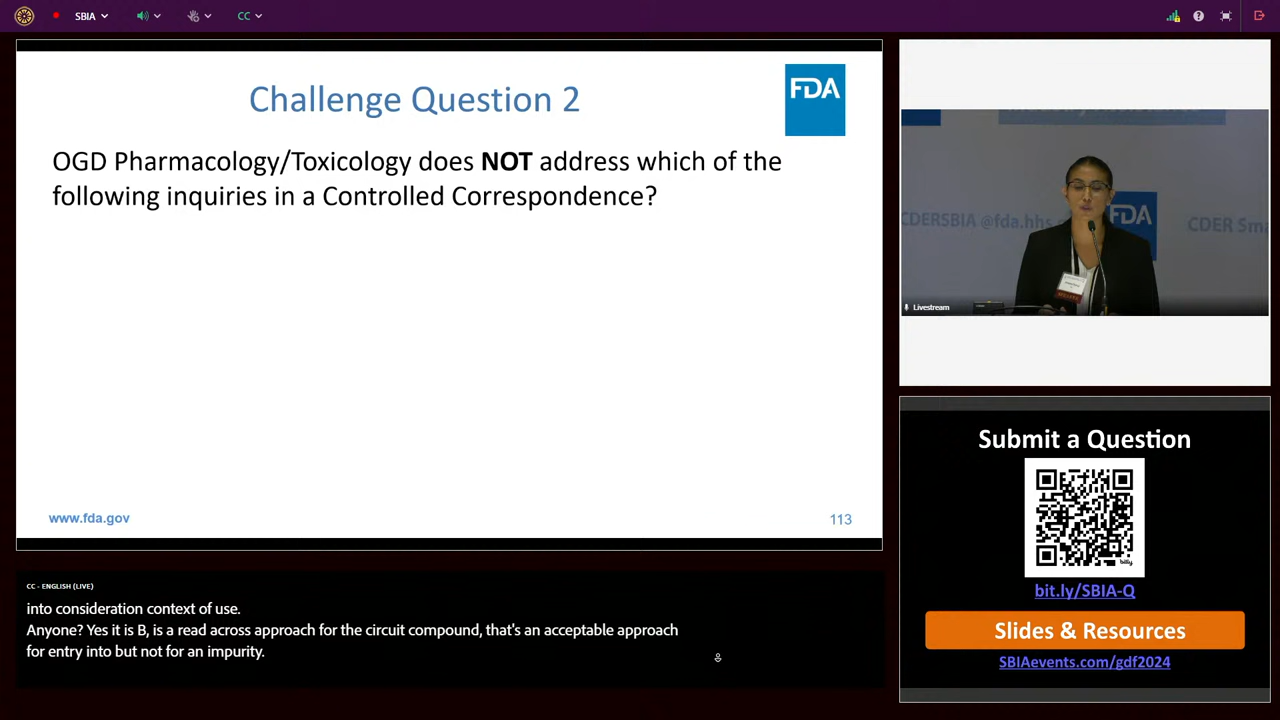 SBIA
CC
Challenge Question 2
FDA
OGD Pharmacology/Toxicology does NOT address which of the
following inquiries in a Controlled Correspondence?
www.fda.gov
113
CDERSBIA @fda.hhs
FDA
CDER Sma
Livestream
Submit a Question
bitly
bit.ly/SBIA-Q
Slides & Resources
SBIAevents.com/gdf2024
CC - ENGLISH (LIVE)
into consideration context of use.
Anyone? Yes it is B, is a read across approach for the circuit compound, that's an acceptable approach
for entry into but not for an impurity.